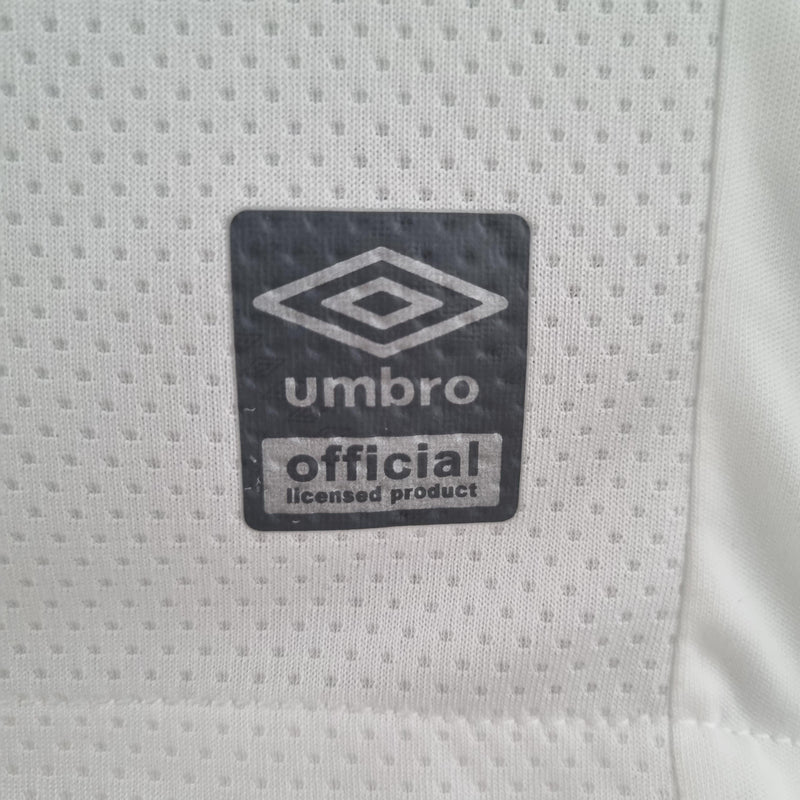 umbro
official
licensed product